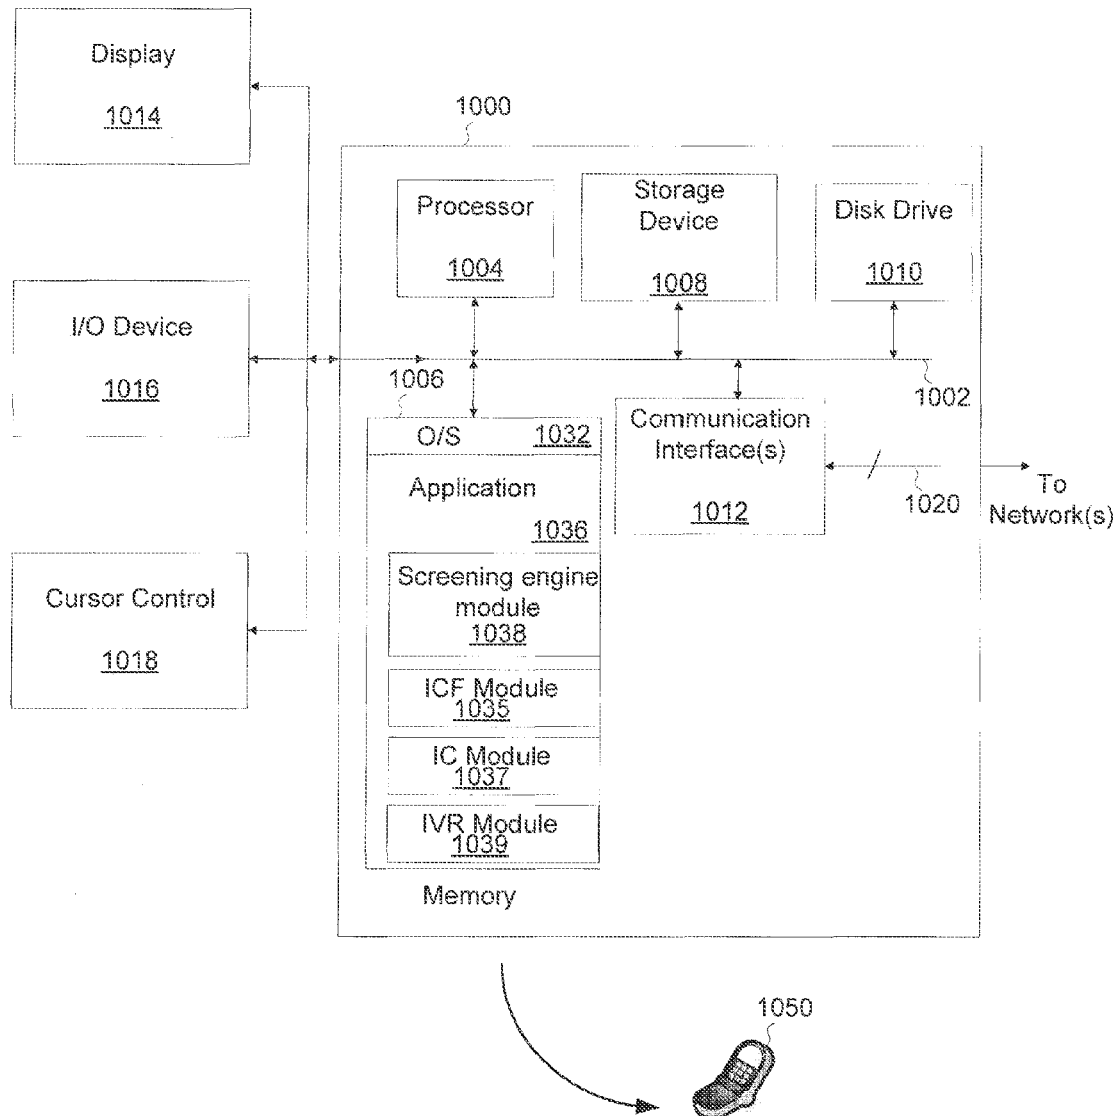 Display
1014
1000
Processor
1004
Storage
Device
1008
Disk Drive
1010
I/O Device
1016
1006
1002
O/S 1032
Application
1036
Communication
Interface(s)
1012
1020
To
Network(s)
Cursor Control
1018
Screening engine
module
1038
ICF Module
1035
IC Module
1037
IVR Module
1039
Memory
1050